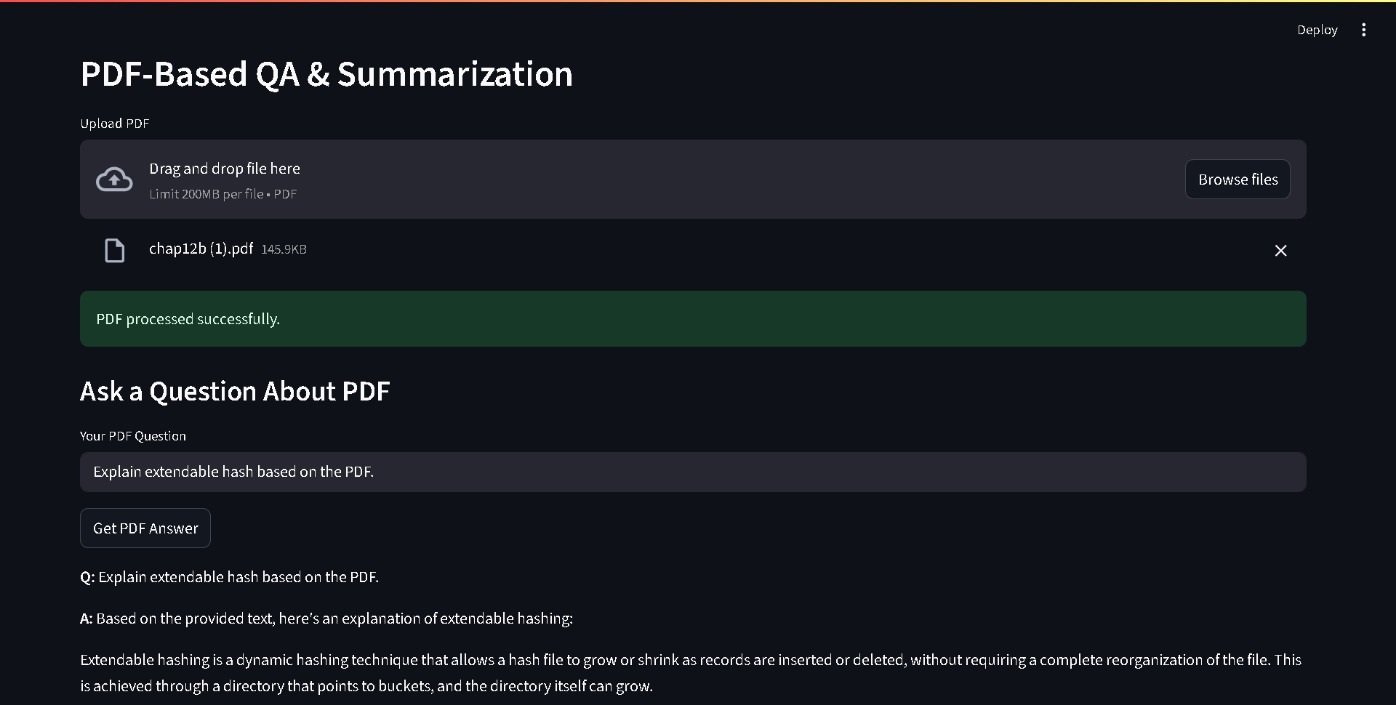 Deploy
PDF-Based QA & Summarization
Upload PDF
Drag and drop file here
Limit 200MB per file • PDF
Browse files
chap12b (1).pdf 145.9KB
PDF processed successfully.
Ask a Question About PDF
Your PDF Question
Explain extendable hash based on the PDF.
Get PDF Answer
Q: Explain extendable hash based on the PDF.
A: Based on the provided text, here's an explanation of extendable hashing:
Extendable hashing is a dynamic hashing technique that allows a hash file to grow or shrink as records are inserted or deleted, without requiring a complete reorganization of the file. This
is achieved through a directory that points to buckets, and the directory itself can grow.